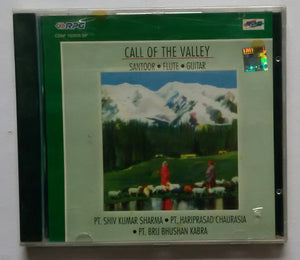 RPG
CALL OF THE VALLEY
SANTOOR • FLUTE • GUITAR
PT. SHIV KUMAR SHARMA • PT. HARIPRASAD CHAURASIA
• PT. BRIJ BHUSHAN KABRA